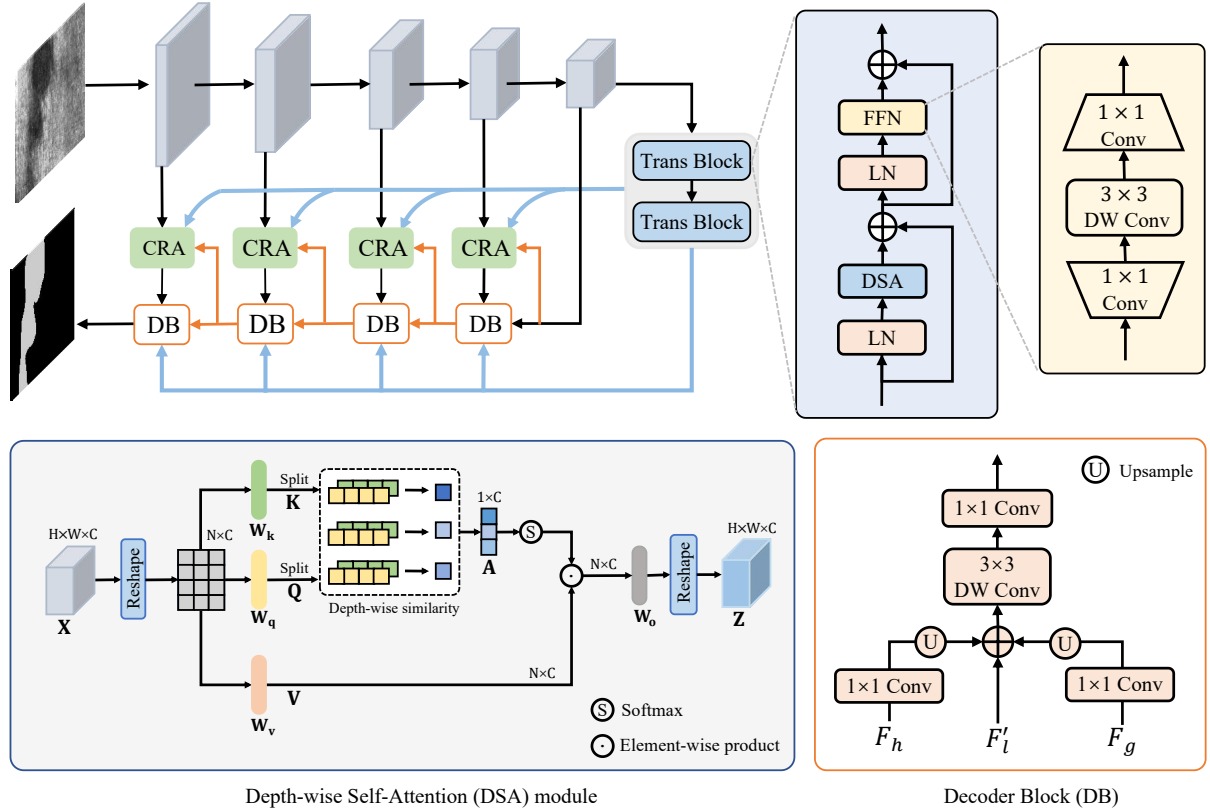 Trans Block
Trans Block
CRA
CRA
CRA
CRA
DB
DB
DB
DB
FFN
LN
DSA
LN
1 × 1
Conv
3 × 3
DW Conv
1 × 1
Conv
H×W×C
X
Reshape
N×C
W_k
Split
K
W_q
Split
Q
W_v
V
Depth-wise similarity
1×C
A
S
N×C
N×C
W_o
Reshape
H×W×C
Z
S Softmax
Element-wise product
Depth-wise Self-Attention (DSA) module
U Upsample
1×1 Conv
3×3
DW Conv
U
U
1×1 Conv
1×1 Conv
F_h
F'_l
F_g
Decoder Block (DB)